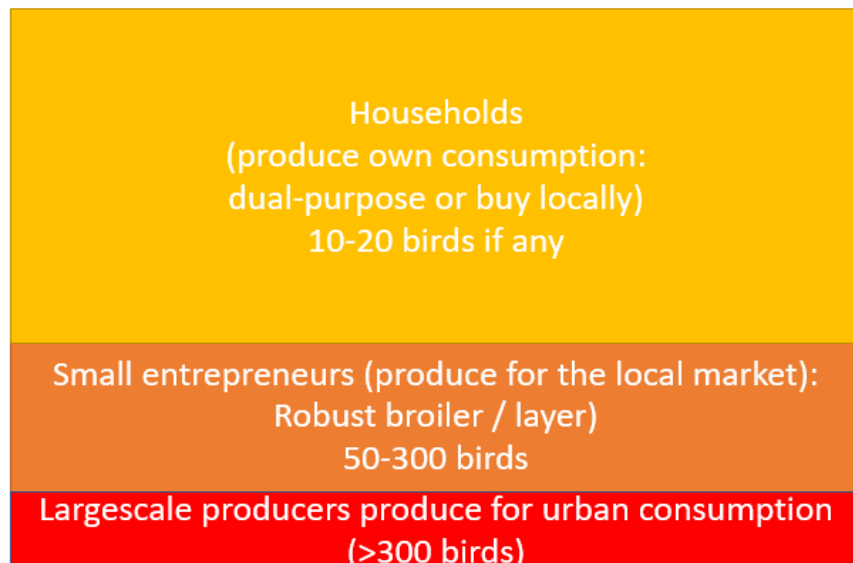 Households
(produce own consumption:
dual-purpose or buy locally)
10-20 birds if any
Small entrepreneurs (produce for the local market):
Robust broiler / layer)
50-300 birds
Largescale producers produce for urban consumption
(>300 birds)